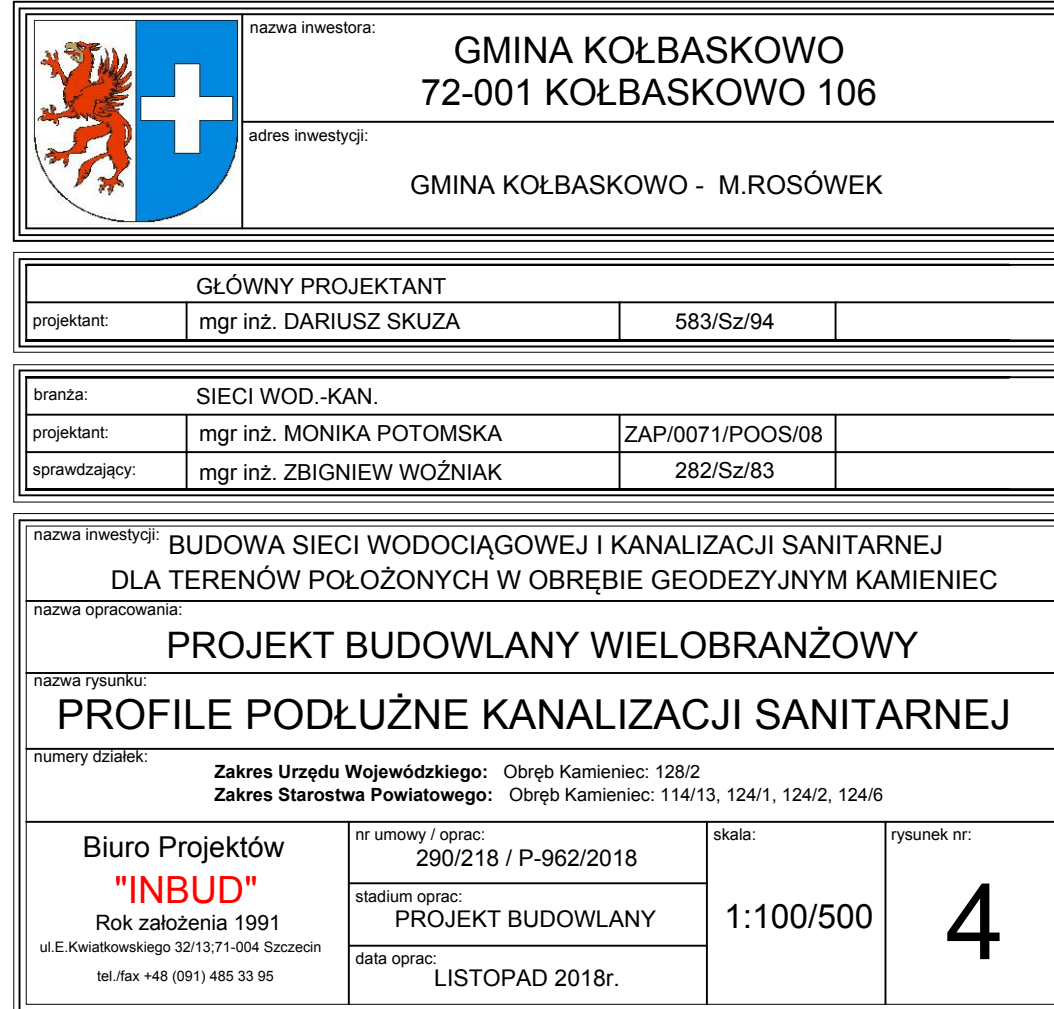 nazwa inwestora:
GMINA KOŁBASKOWO
72-001 KOŁBASKOWO 106
adres inwestycji:
GMINA KOŁBASKOWO - M.ROSÓWEK
GŁÓWNY PROJEKTANT
projektant: mgr inż. DARIUSZ SKUZA 583/Sz/94
branża: SIECI WOD.-KAN.
projektant: mgr inż. MONIKA POTOMSKA ZAP/0071/POOS/08
sprawdzający: mgr inż. ZBIGNIEW WOŹNIAK 282/Sz/83
nazwa inwestycji: BUDOWA SIECI WODOCIĄGOWEJ I KANALIZACJI SANITARNEJ
DLA TERENÓW POŁOŻONYCH W OBRĘBIE GEODEZYJNYM KAMIENIEC
nazwa opracowania:
PROJEKT BUDOWLANY WIELOBRANŻOWY
nazwa rysunku:
PROFILE PODŁUŻNE KANALIZACJI SANITARNEJ
numery działek:
Zakres Urzędu Wojewódzkiego: Obręb Kamieniec: 128/2
Zakres Starostwa Powiatowego: Obręb Kamieniec: 114/13, 124/1, 124/2, 124/6
Biuro Projektów
"INBUD"
Rok założenia 1991
ul.E.Kwiatkowskiego 32/13;71-004 Szczecin
tel./fax +48 (091) 485 33 95
nr umowy / oprac:
290/218 / P-962/2018
stadium oprac:
PROJEKT BUDOWLANY
data oprac:
LISTOPAD 2018r.
skala:
1:100/500
rysunek nr:
4